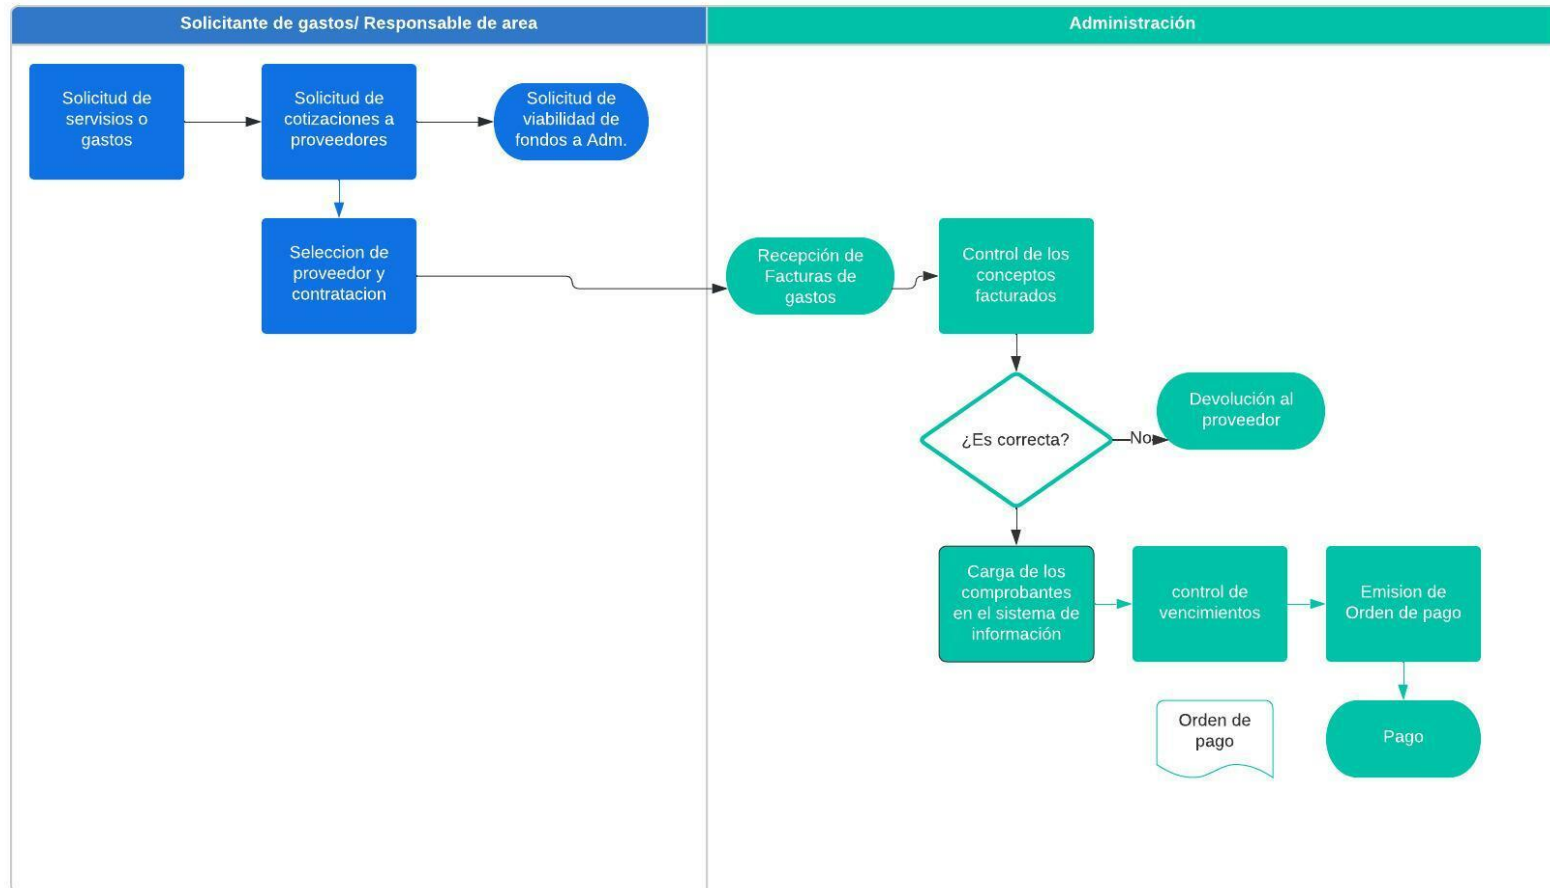 Solicitante de gastos/ Responsable de area
Administración
Solicitud de
servisios o
gastos
Solicitud de
cotizaciones a
proveedores
Solicitud de
viabilidad de
fondos a Adm.
Seleccion de
proveedor y
contratacion
Recepción de
Facturas de
gastos
Control de los
conceptos
facturados
¿Es correcta?
No
Devolución al
proveedor
Carga de los
comprobantes
en el sistema de
información
control de
vencimientos
Emision de
Orden de pago
Orden de
pago
Pago